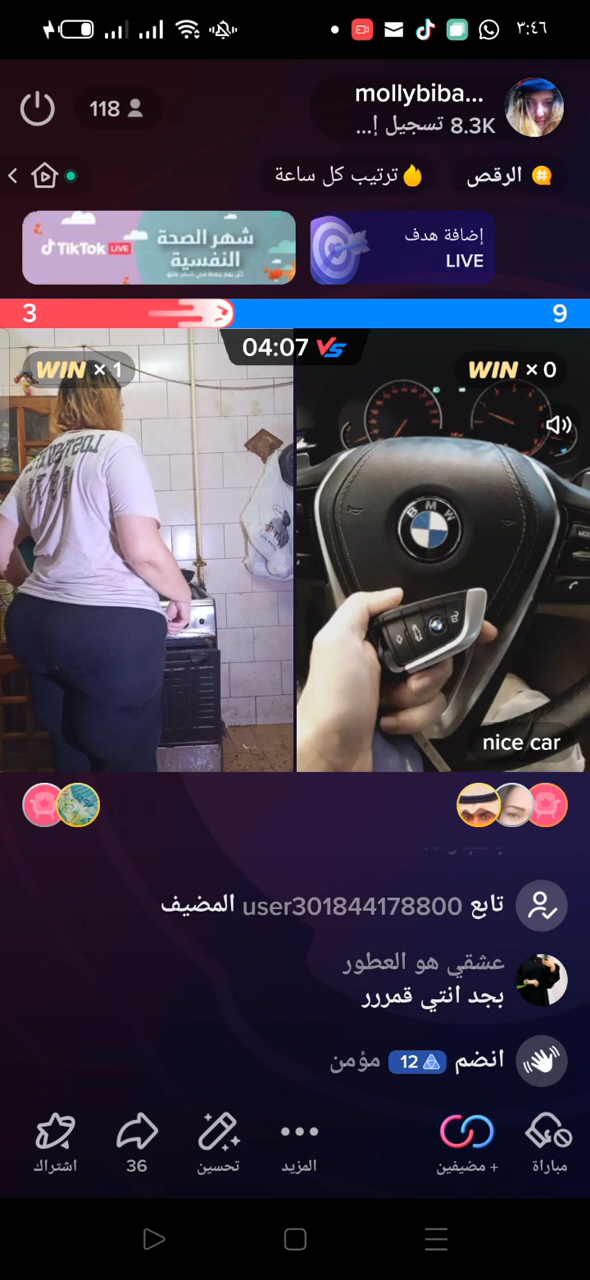 ٣:٤٦
mollybiba...
8.3K تسجيل إ...
118
الرقص
ترتيب كل ساعة
إضافة هدف
LIVE
TikTok LIVE
شهر الصحة
النفسية
3
9
04:07 VS
WIN × 1
WIN × 0
BMW
nice car
تابع user301844178800 المضيف
عشقي هو العطور
بجد انتي قمررر
انضم 12 مؤمن
مباراة
+ مضيفين
المزيد
تحسين
36
اشتراك